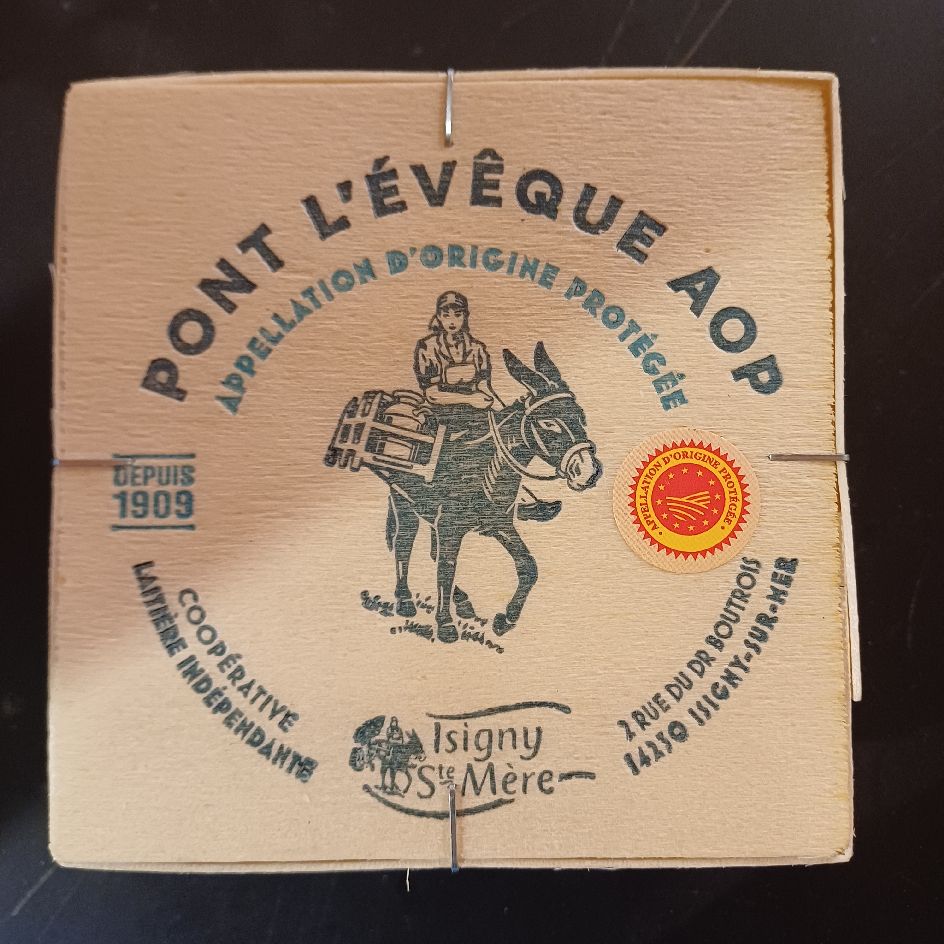 PONT L'ÉVÊQUE AOP
APPELLATION D'ORIGINE PROTÉGÉE
DEPUIS
1909
APPELLATION D'ORIGINE PROTÉGÉE
COOPÉRATIVE
LAITIÈRE INDÉPENDANTE
Isigny
Ste Mère
2 RUE DU DR BOUTROIS
14230 ISIGNY-SUR-MER